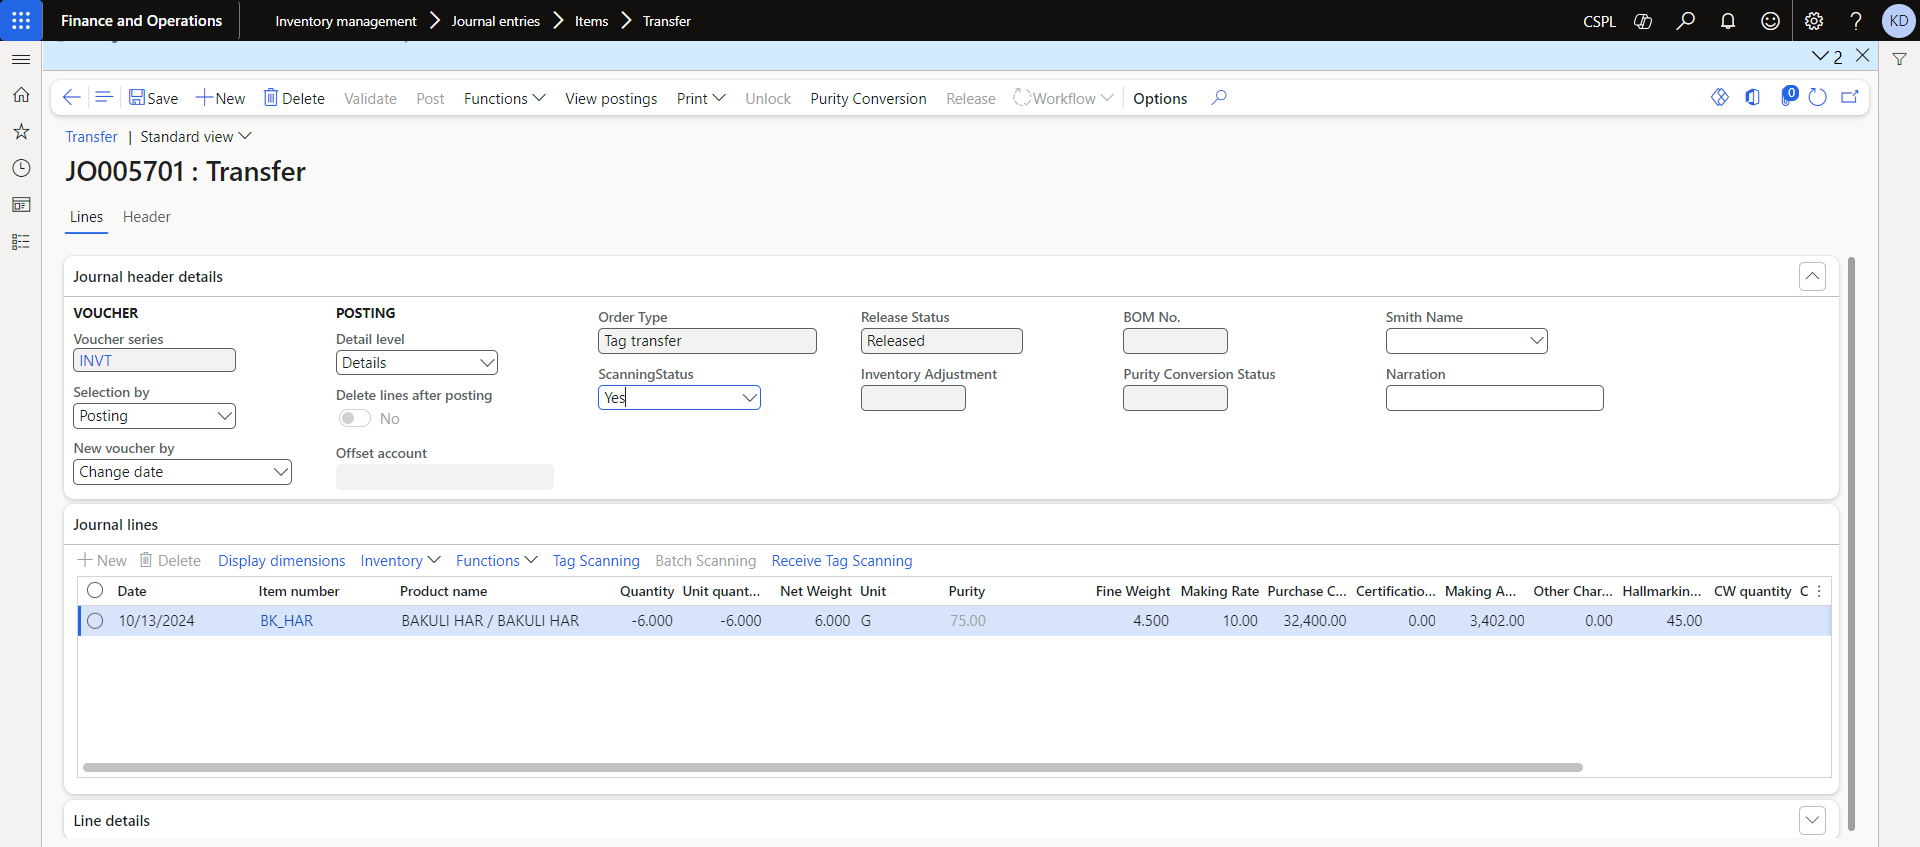 Finance and Operations
Inventory management > Journal entries > Items > Transfer
CSPL
KD
2
Save
New
Delete
Validate
Post
Functions
View postings
Print
Unlock
Purity Conversion
Release
Workflow
Options
0
Transfer | Standard view
JO005701 : Transfer
Lines
Header
Journal header details
VOUCHER
Voucher series
INVT
Selection by
Posting
New voucher by
Change date
POSTING
Detail level
Details
Delete lines after posting
No
Offset account
Order Type
Tag transfer
ScanningStatus
Yes
Release Status
Released
Inventory Adjustment
BOM No.
Purity Conversion Status
Smith Name
Narration
Journal lines
New
Delete
Display dimensions
Inventory
Functions
Tag Scanning
Batch Scanning
Receive Tag Scanning
Date Item number Product name Quantity Unit quant... Net Weight Unit Purity Fine Weight Making Rate Purchase C... Certificatio... Making A... Other Char... Hallmarkin... CW quantity C
10/13/2024 BK_HAR BAKULI HAR / BAKULI HAR -6.000 -6.000 6.000 G 75.00 4.500 10.00 32,400.00 0.00 3,402.00 0.00 45.00
Line details